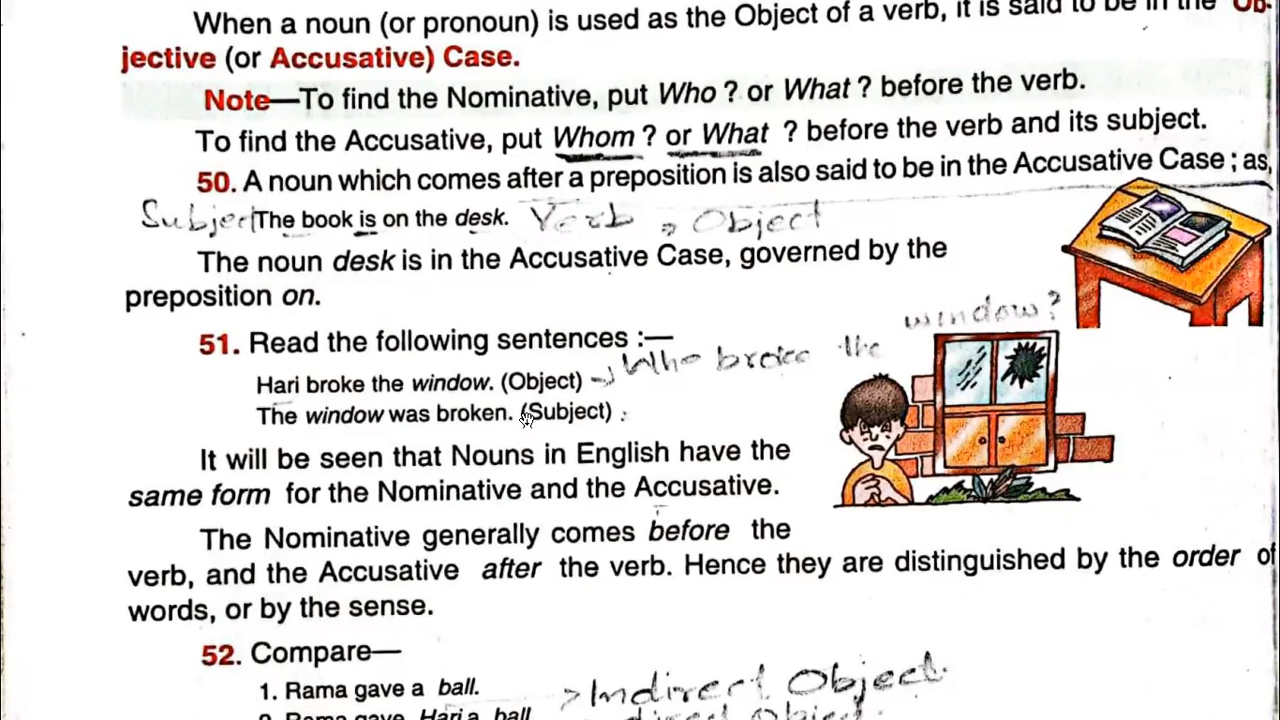 When a noun (or pronoun) is used as the Object of a verb, it is said to be in the Ob-
jective (or Accusative) Case.
Note—To find the Nominative, put Who ? or What ? before the verb.
To find the Accusative, put Whom ? or What ? before the verb and its subject.
50. A noun which comes after a preposition is also said to be in the Accusative Case ; as,
Subject The book is on the desk. Verb , Object
The noun desk is in the Accusative Case, governed by the
preposition on.
window?
51. Read the following sentences :—
Who broke the
Hari broke the window. (Object)
The window was broken. (Subject) :
It will be seen that Nouns in English have the
same form for the Nominative and the Accusative.
The Nominative generally comes before the
verb, and the Accusative after the verb. Hence they are distinguished by the order of
words, or by the sense.
52. Compare—
1. Rama gave a ball. >Indirect Object.
2. Rama gave Hari a ball. direct Object.